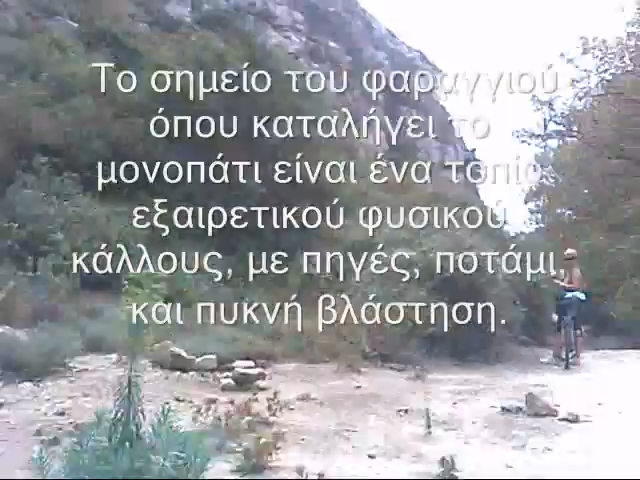 Το σημείο του φαραγγιού
όπου καταλήγει το
μονοπάτι είναι ένα τοπίο
εξαιρετικού φυσικού
κάλλους, με πηγές, ποτάμι,
και πυκνή βλάστηση.